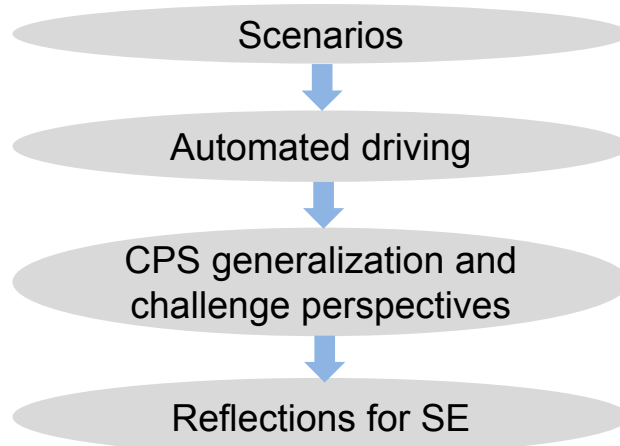 Scenarios
Automated driving
CPS generalization and
challenge perspectives
Reflections for SE